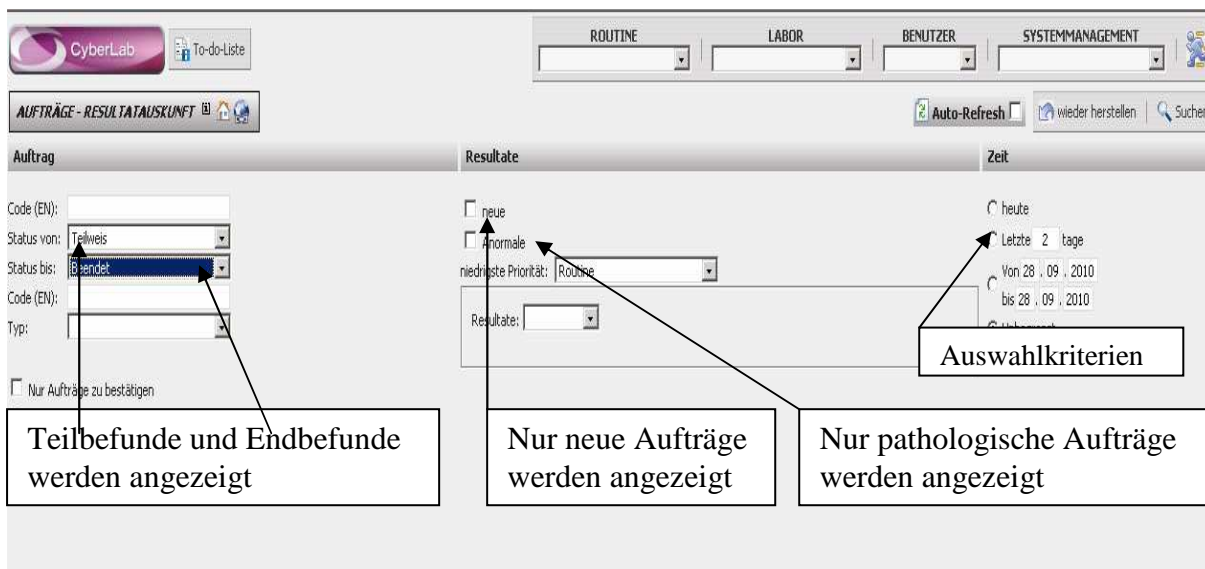 CyberLab
To-do-Liste
ROUTINE
LABOR
BENUTZER
SYSTEMMANAGEMENT
AUFTRÄGE - RESULTATAUSKUNFT
Auto-Refresh
wieder herstellen
Suchen
Auftrag
Resultate
Zeit
Code (EN):
Status von: Teilweis
Status bis: Beendet
Code (EN):
Typ:
Nur Aufträge zu bestätigen
neue
Anormale
niedrigste Priorität: Routine
Resultate:
heute
Letzte 2 tage
Von 28 . 09 . 2010
bis 28 . 09 . 2010
Auswahlkriterien
Teilbefunde und Endbefunde
werden angezeigt
Nur neue Aufträge
werden angezeigt
Nur pathologische Aufträge
werden angezeigt